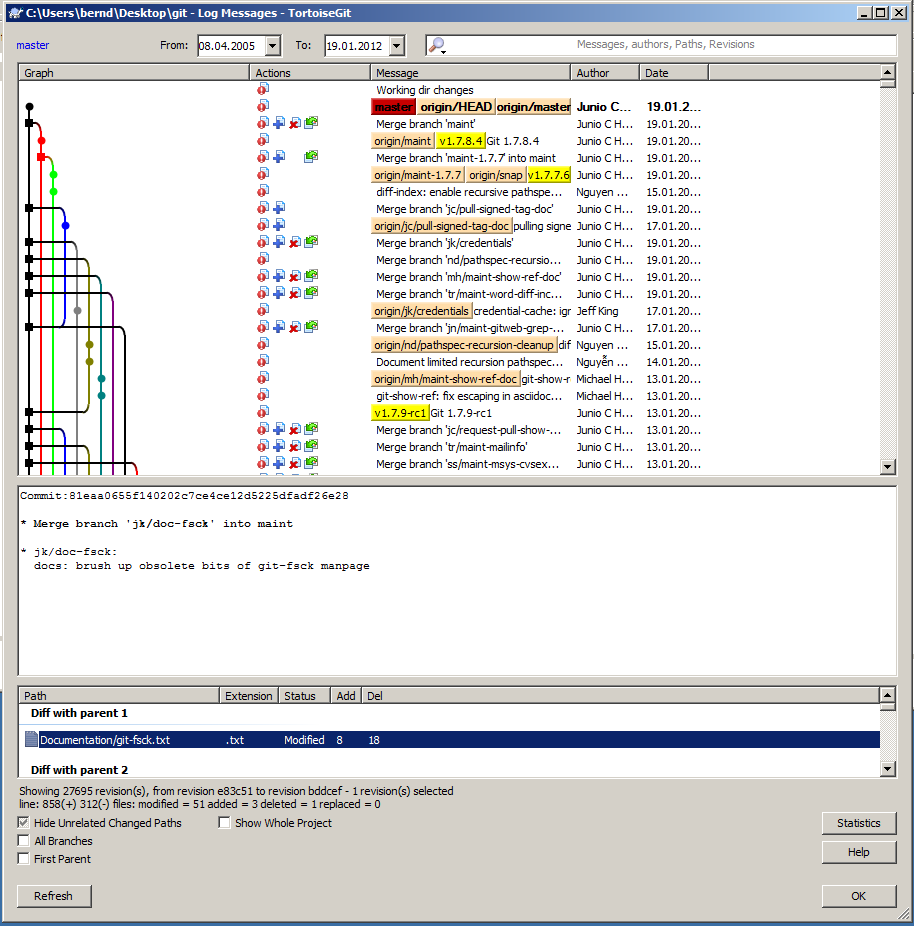 C:\Users\bernd\Desktop\git - Log Messages - TortoiseGit
master From: 08.04.2005 To: 19.01.2012 Messages, authors, Paths, Revisions
Graph Actions Message Author Date
Working dir changes
master origin/HEAD origin/master Junio C... 19.01.2...
Merge branch 'maint' Junio C H... 19.01.20...
origin/maint v1.7.8.4 Git 1.7.8.4 Junio C H... 19.01.20...
Merge branch 'maint-1.7.7' into maint Junio C H... 19.01.20...
origin/maint-1.7.7 origin/snap v1.7.7.6 Junio C H... 19.01.20...
diff-index: enable recursive pathspe... Nguyen ... 15.01.20...
Merge branch 'jc/pull-signed-tag-doc' Junio C H... 19.01.20...
origin/jc/pull-signed-tag-doc pulling signe Junio C H... 17.01.20...
Merge branch 'jk/credentials' Junio C H... 19.01.20...
Merge branch 'nd/pathspec-recursio... Junio C H... 19.01.20...
Merge branch 'mh/maint-show-ref-doc' Junio C H... 19.01.20...
Merge branch 'tr/maint-word-diff-inc... Junio C H... 19.01.20...
origin/jk/credentials credential-cache: igr Jeff King 17.01.20...
Merge branch 'jn/maint-gitweb-grep-... Junio C H... 17.01.20...
origin/nd/pathspec-recursion-cleanup dif Nguyen ... 15.01.20...
Document limited recursion pathspec... Nguyễn ... 14.01.20...
origin/mh/maint-show-ref-doc git-show-r Michael H... 13.01.20...
git-show-ref: fix escaping in asciidoc... Michael H... 13.01.20...
v1.7.9-rc1 Git 1.7.9-rc1 Junio C H... 13.01.20...
Merge branch 'jc/request-pull-show-... Junio C H... 13.01.20...
Merge branch 'tr/maint-mailinfo' Junio C H... 13.01.20...
Merge branch 'ss/maint-msys-cvsex... Junio C H... 13.01.20...
Commit:81eaa0655f140202c7ce4ce12d5225dfadf26e28
* Merge branch 'jk/doc-fsck' into maint
* jk/doc-fsck:
docs: brush up obsolete bits of git-fsck manpage
Path Extension Status Add Del
Diff with parent 1
Documentation/git-fsck.txt .txt Modified 8 18
Diff with parent 2
Showing 27695 revision(s), from revision e83c51 to revision bddcef - 1 revision(s) selected
line: 858(+) 312(-) files: modified = 51 added = 3 deleted = 1 replaced = 0
Hide Unrelated Changed Paths Show Whole Project Statistics
All Branches
First Parent Help
Refresh OK